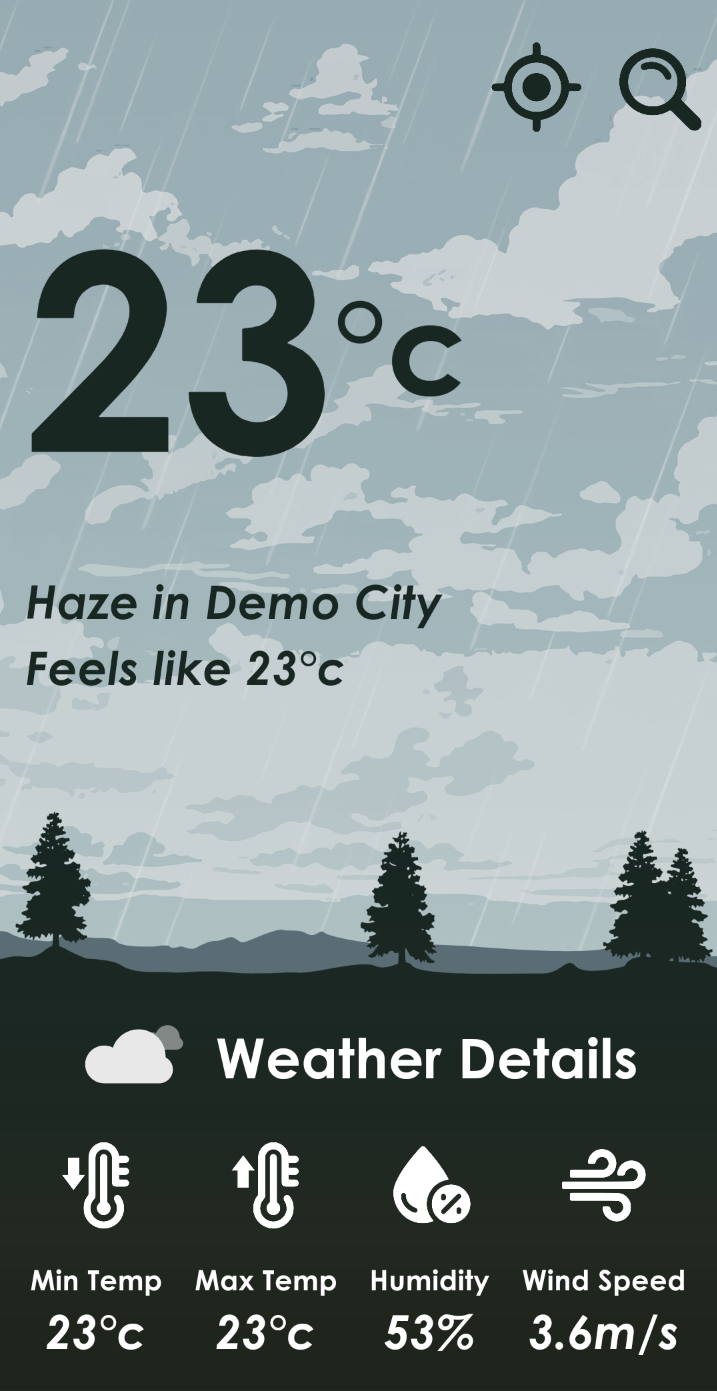 23°c
Haze in Demo City
Feels like 23°c
Weather Details
Min Temp Max Temp Humidity Wind Speed
23°c 23°c 53% 3.6m/s